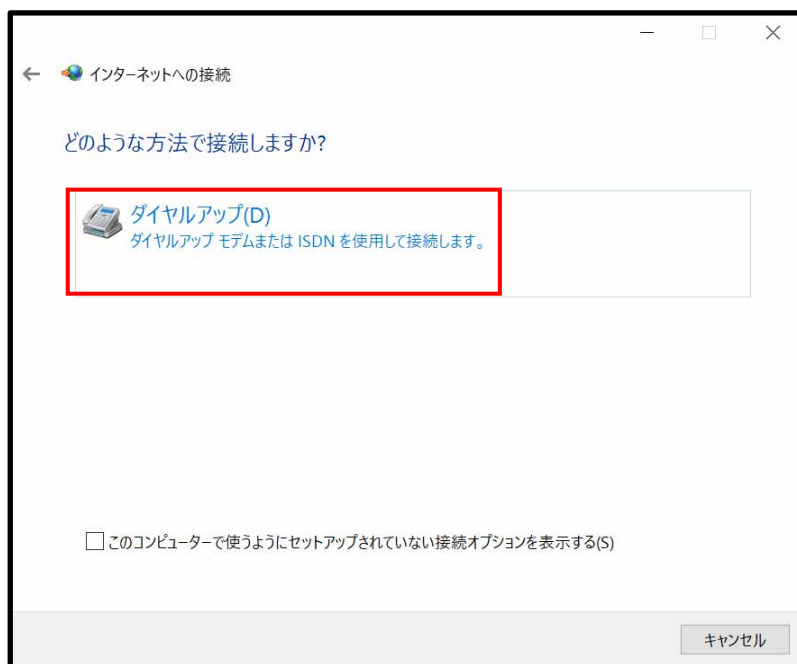 インターネットへの接続
どのような方法で接続しますか?
ダイヤルアップ(D)
ダイヤルアップ モデムまたは ISDN を使用して接続します。
このコンピューターで使うようにセットアップされていない接続オプションを表示する(S)
キャンセル